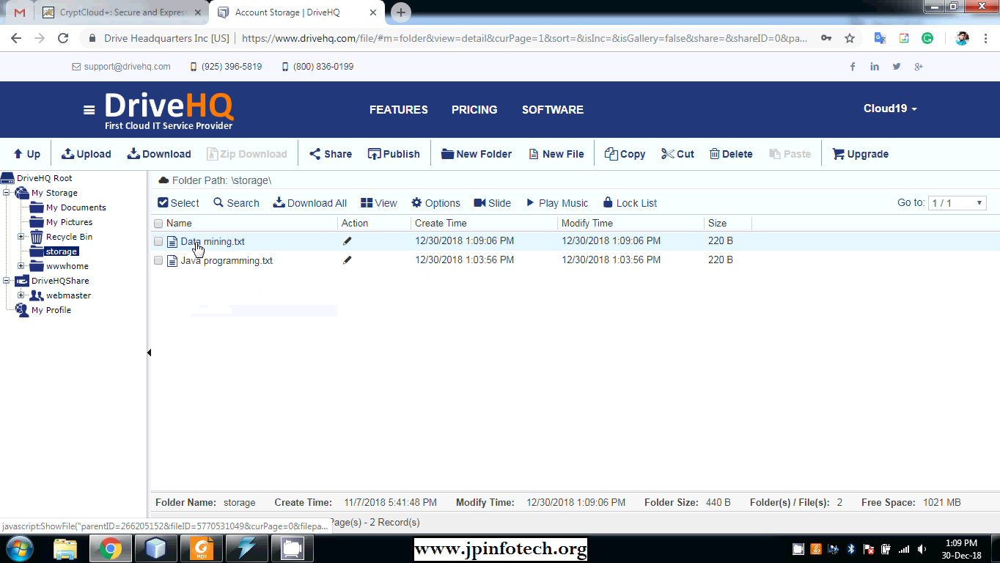 CryptCloud+: Secure and Express
Account Storage | DriveHQ
Drive Headquarters Inc [US] | https://www.drivehq.com/file/#m=folder&view=detail&curPage=1&sort=&isInc=&isGallery=false&share=&shareID=0&pa...
support@drivehq.com (925) 396-5819 (800) 836-0199
DriveHQ
First Cloud IT Service Provider
FEATURES PRICING SOFTWARE
Cloud19
Up Upload Download Zip Download Share Publish New Folder New File Copy Cut Delete Paste Upgrade
DriveHQ Root
My Storage
My Documents
My Pictures
Recycle Bin
storage
wwwhome
DriveHQShare
webmaster
My Profile
Folder Path: \storage\
Select Search Download All View Options Slide Play Music Lock List Go to: 1 / 1
Name Action Create Time Modify Time Size
Data mining.txt 12/30/2018 1:09:06 PM 12/30/2018 1:09:06 PM 220 B
Java programming.txt 12/30/2018 1:03:56 PM 12/30/2018 1:03:56 PM 220 B
Folder Name: storage Create Time: 11/7/2018 5:41:48 PM Modify Time: 12/30/2018 1:09:06 PM Folder Size: 440 B Folder(s) / File(s): 2 Free Space: 1021 MB
javascript:ShowFile("parentID=266205152&fileID=5770531049&curPage=0&filepa...
Page(s) - 2 Record(s)
PDF
www.jpinfotech.org
1:09 PM
30-Dec-18